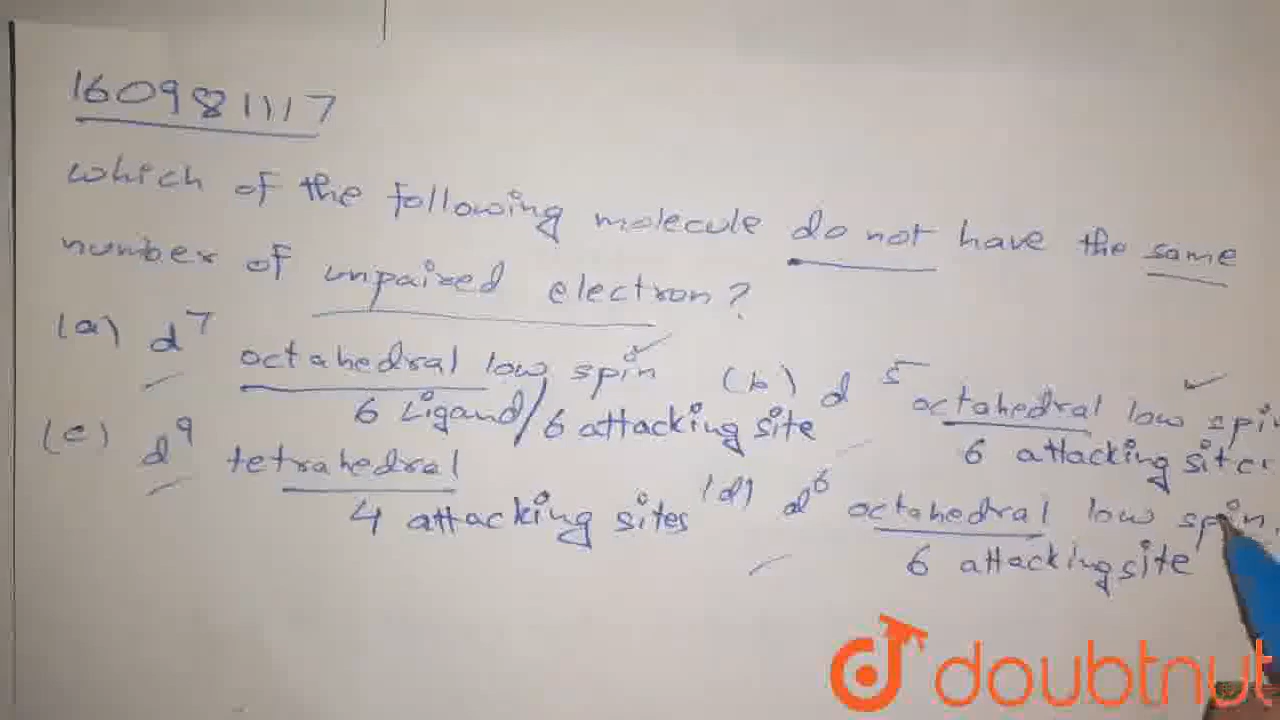 160981117
which of the following molecule do not have the same
number of unpaired electron?
(a) d⁷ octahedral low spin (b) d⁵ octahedral low spin
6 Ligand/6 attacking site 6 attacking sites
(c) d⁹ tetrahedral (d) d⁶ octahedral low spin
4 attacking sites 6 attacking site
doubtnut